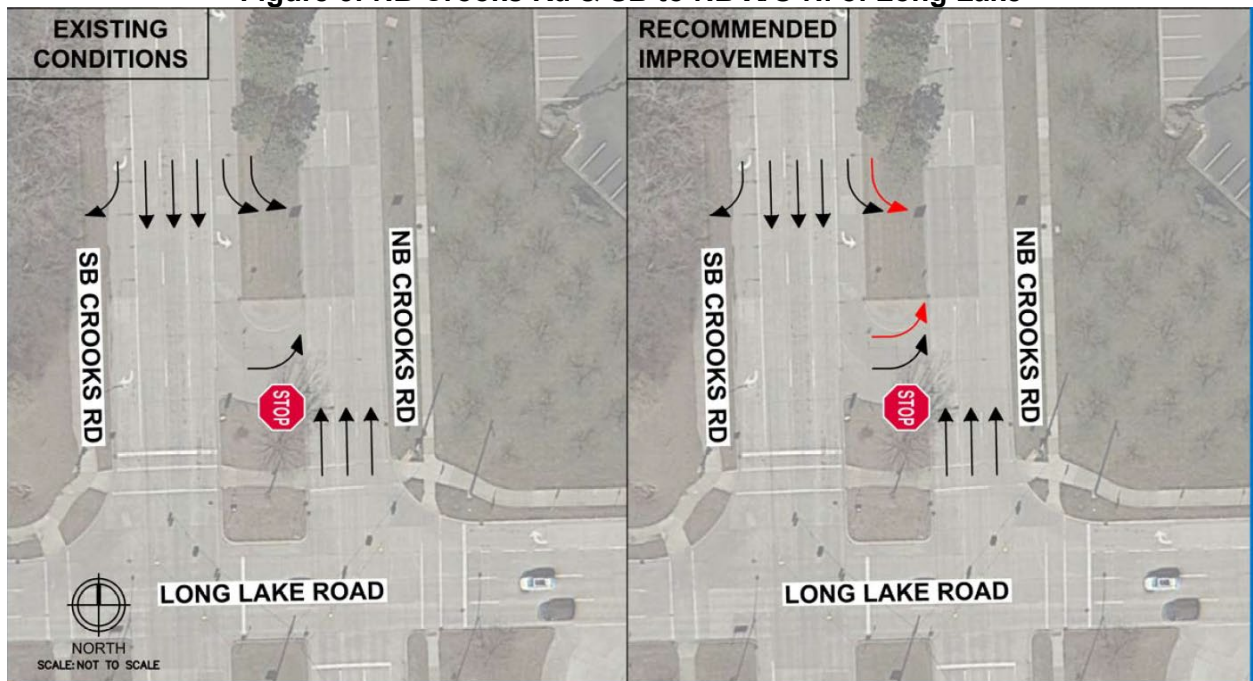 EXISTING
CONDITIONS
SB CROOKS RD
NB CROOKS RD
STOP
LONG LAKE ROAD
NORTH
SCALE: NOT TO SCALE
RECOMMENDED
IMPROVEMENTS
SB CROOKS RD
NB CROOKS RD
STOP
LONG LAKE ROAD